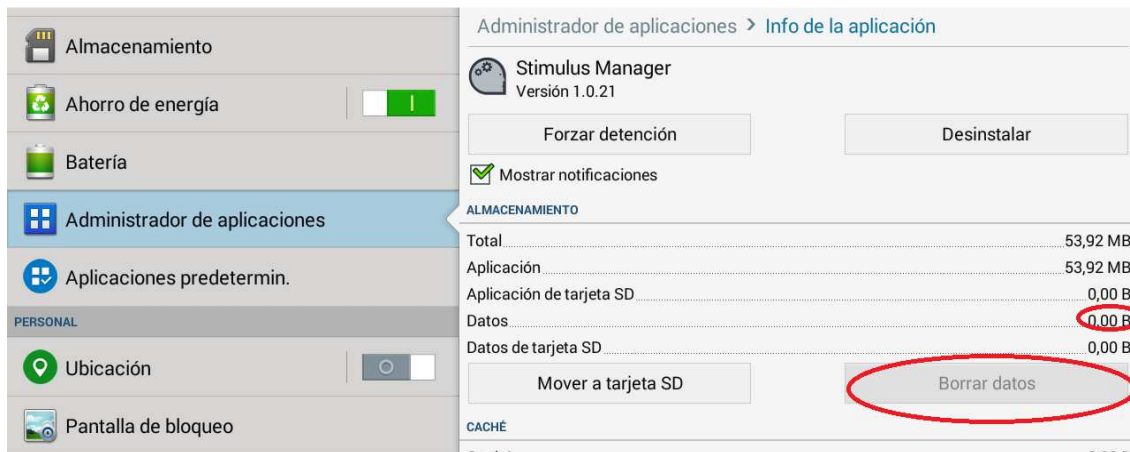 Almacenamiento
Ahorro de energía
Batería
Administrador de aplicaciones
Aplicaciones predetermin.
PERSONAL
Ubicación
Pantalla de bloqueo
Administrador de aplicaciones > Info de la aplicación
Stimulus Manager
Versión 1.0.21
Forzar detención Desinstalar
Mostrar notificaciones
ALMACENAMIENTO
Total 53,92 MB
Aplicación 53,92 MB
Aplicación de tarjeta SD 0,00 B
Datos 0,00 B
Datos de tarjeta SD 0,00 B
Mover a tarjeta SD Borrar datos
CACHÉ